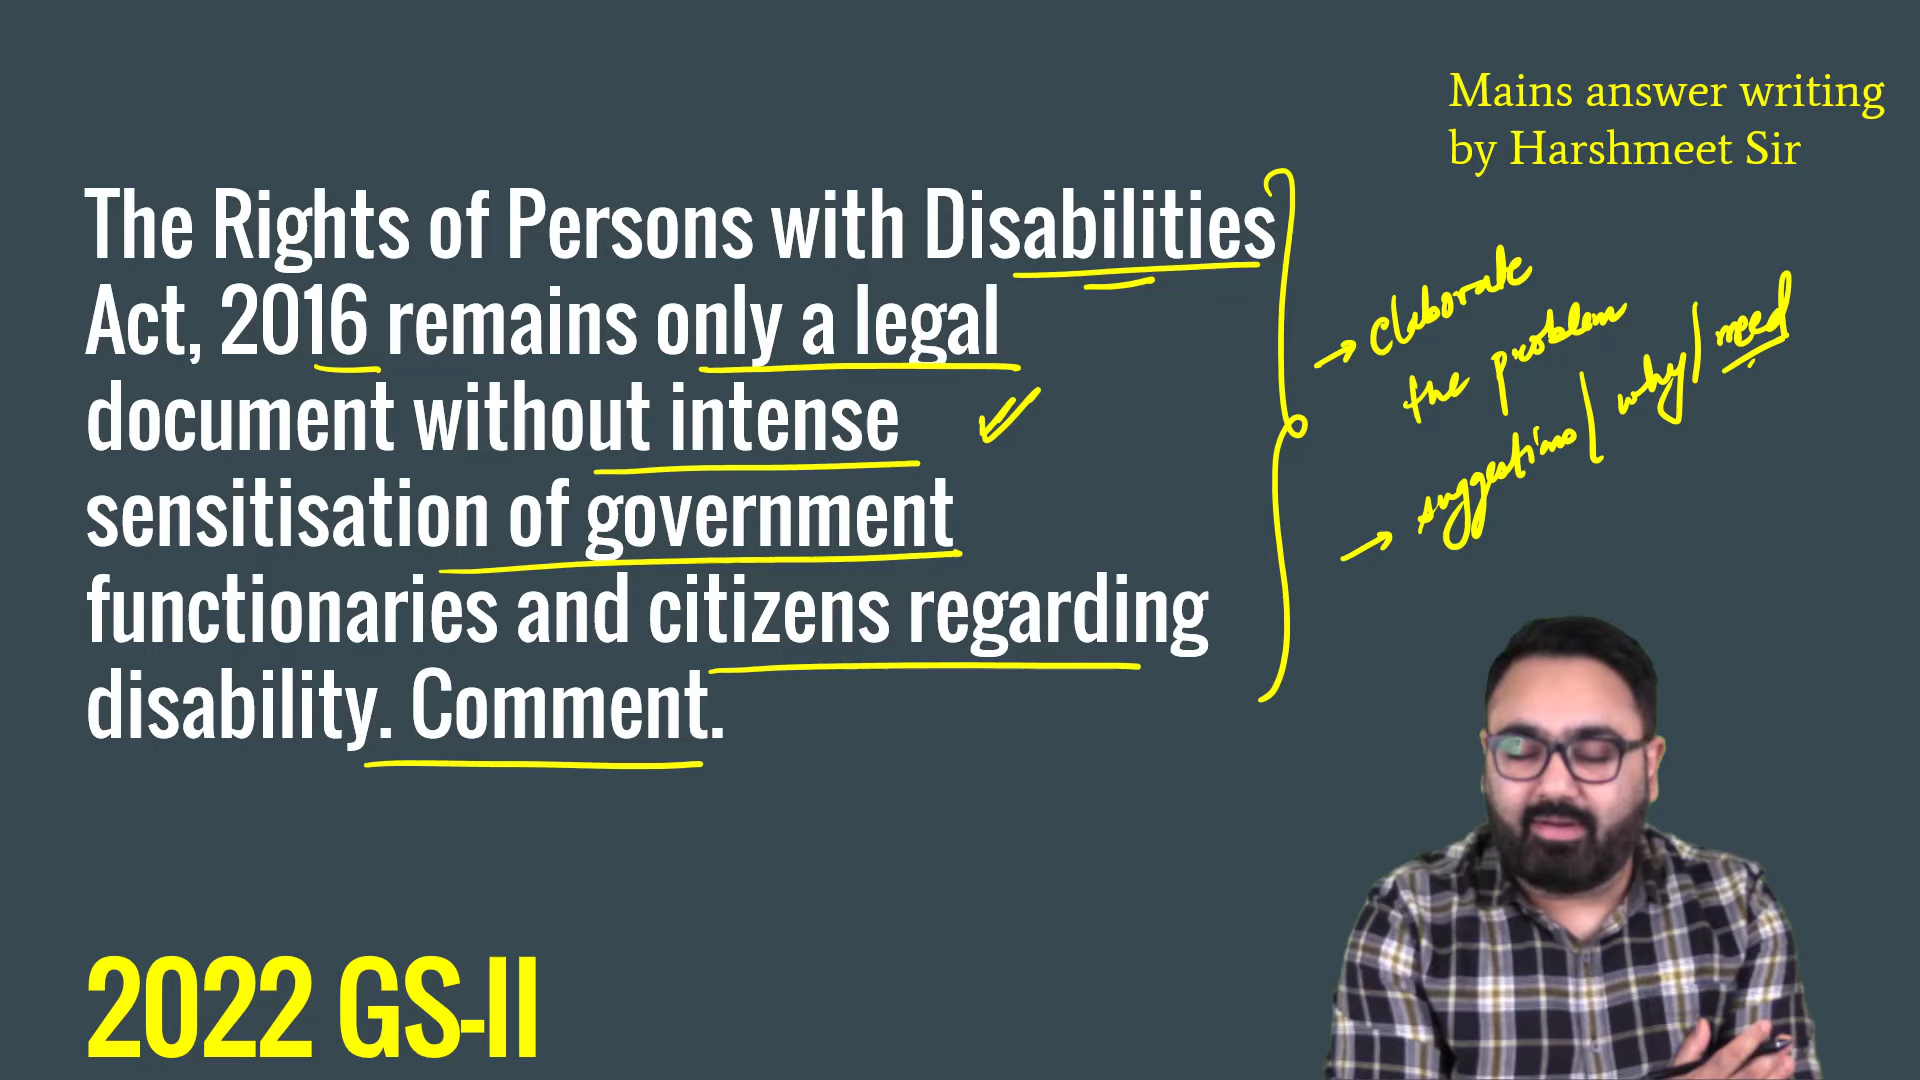 Mains answer writing
by Harshmeet Sir
The Rights of Persons with Disabilities
Act, 2016 remains only a legal
document without intense
sensitisation of government
functionaries and citizens regarding
disability. Comment.
→ elaborate
the problem
→ suggestions / why / need
2022 GS-II